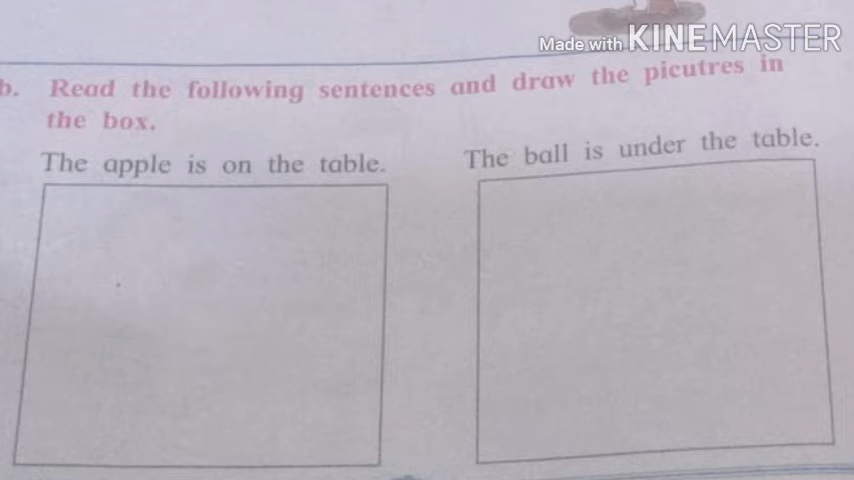 Made with KINEMASTER
b. Read the following sentences and draw the picutres in
the box.
The apple is on the table.
The ball is under the table.